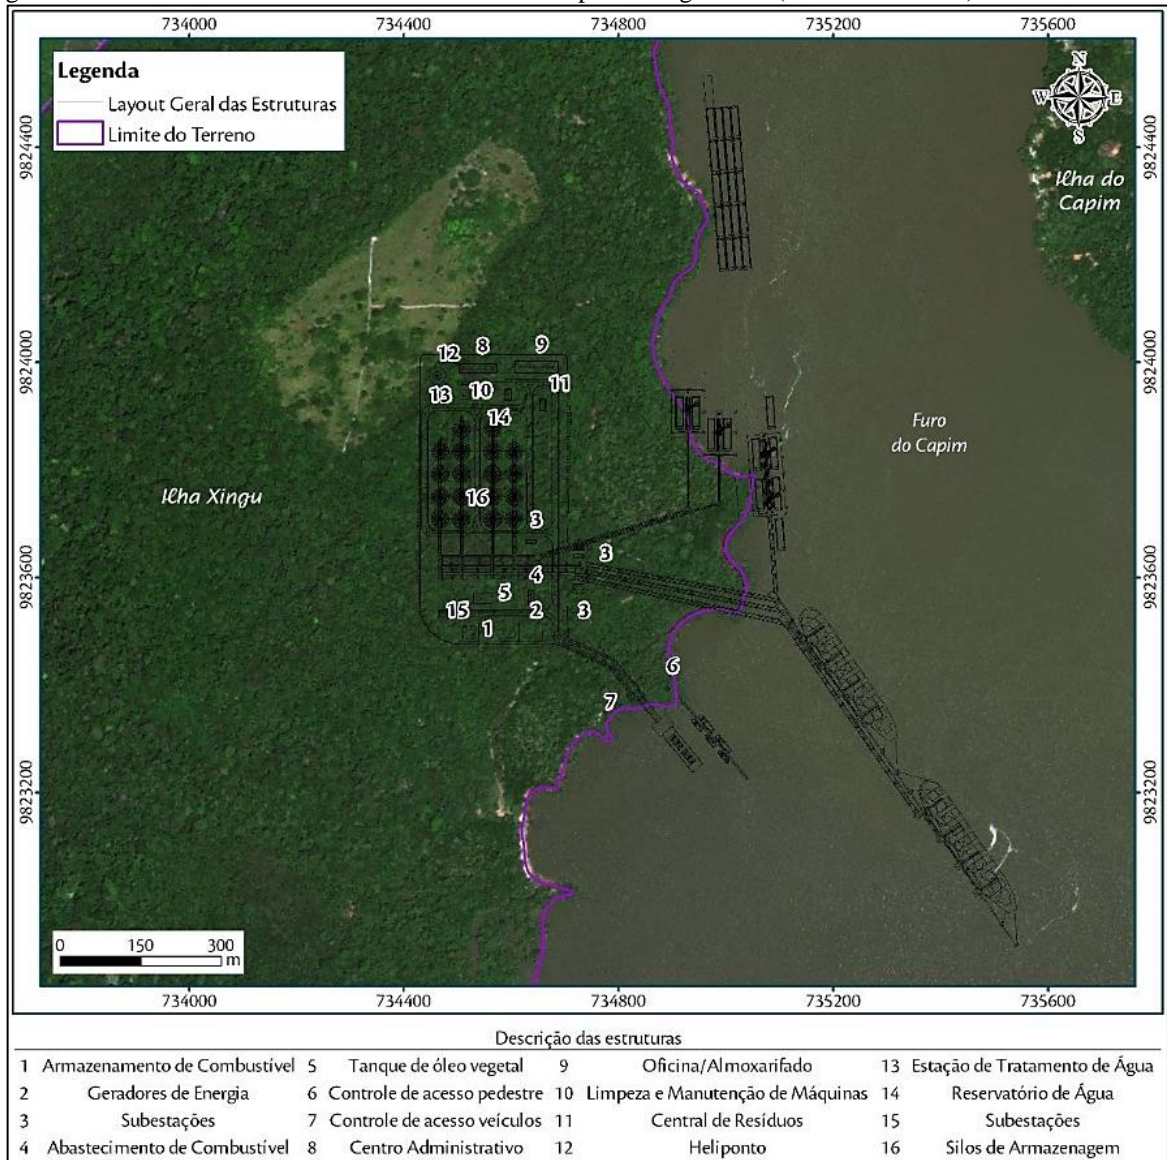 734000 734400 734800 735200 735600
Legenda
Layout Geral das Estruturas
Limite do Terreno
N
W E
S
9824400 9824400
Ilha do
Capim
9824000 9824000
12 8 9
10 11
13
14
Furo
do Capim
Ilha Xingu
16
3
3
9823600 9823600
4
5
15 2 3
1
6
7
9823200 9823200
0 150 300
m
734000 734400 734800 735200 735600
Descrição das estruturas
1 Armazenamento de Combustível 5 Tanque de óleo vegetal 9 Oficina/Almoxarifado 13 Estação de Tratamento de Água
2 Geradores de Energia 6 Controle de acesso pedestre 10 Limpeza e Manutenção de Máquinas 14 Reservatório de Água
3 Subestações 7 Controle de acesso veículos 11 Central de Resíduos 15 Subestações
4 Abastecimento de Combustível 8 Centro Administrativo 12 Heliponto 16 Silos de Armazenagem